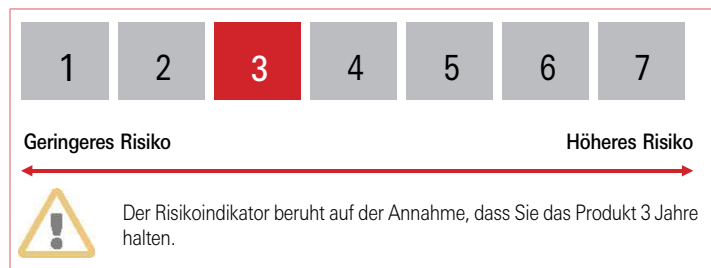 1 2 3 4 5 6 7
Geringeres Risiko Höheres Risiko
Der Risikoindikator beruht auf der Annahme, dass Sie das Produkt 3 Jahre
halten.